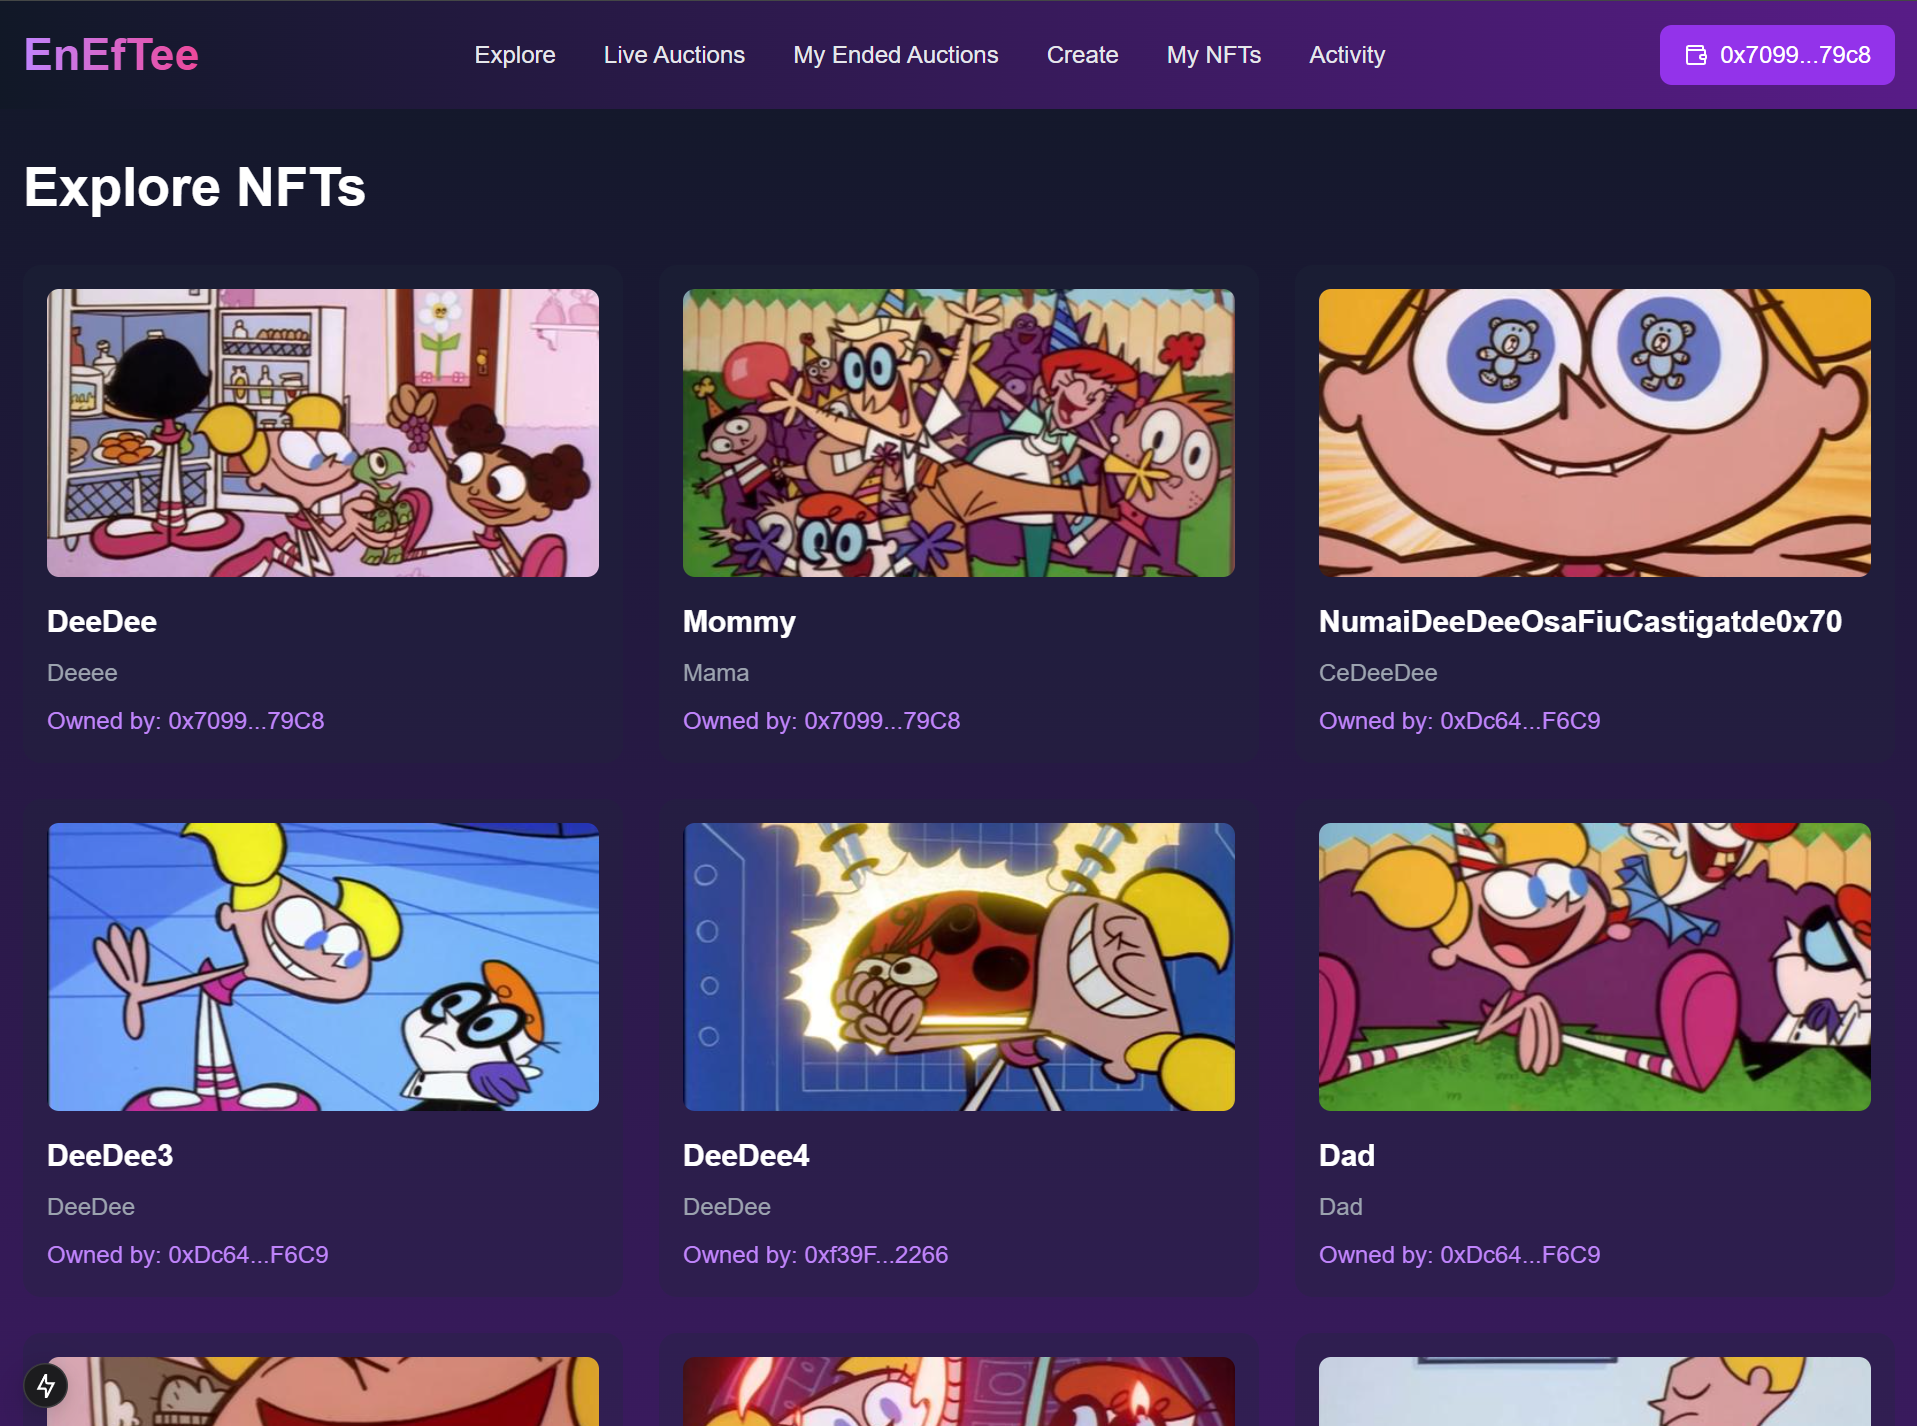 EnEfTee
Explore
Live Auctions
My Ended Auctions
Create
My NFTs
Activity
0x7099...79c8
Explore NFTs
DeeDee
Deeee
Owned by: 0x7099...79C8
Mommy
Mama
Owned by: 0x7099...79C8
NumaiDeeDeeOsaFiuCastigatde0x70
CeDeeDee
Owned by: 0xDc64...F6C9
DeeDee3
DeeDee
Owned by: 0xDc64...F6C9
DeeDee4
DeeDee
Owned by: 0xf39F...2266
Dad
Dad
Owned by: 0xDc64...F6C9